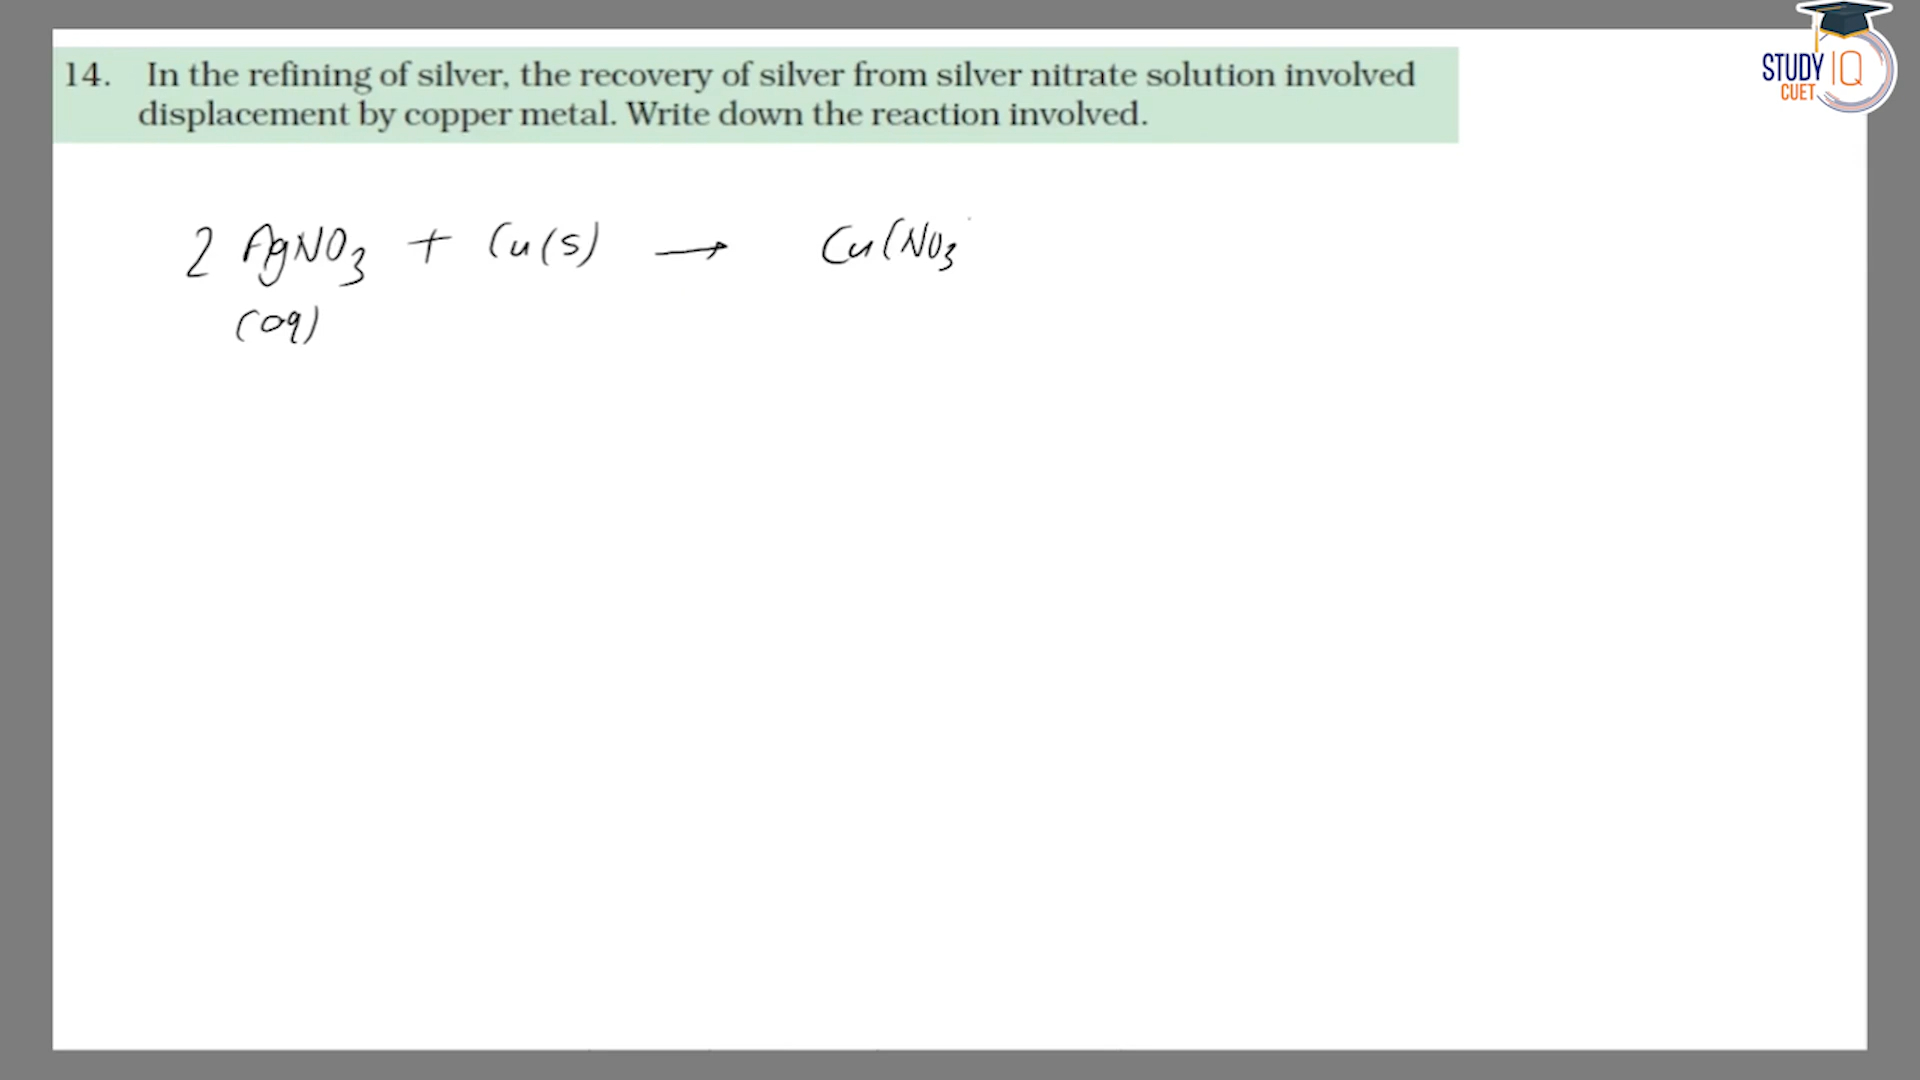 14. In the refining of silver, the recovery of silver from silver nitrate solution involved
displacement by copper metal. Write down the reaction involved.
STUDY IQ
CUET
2 AgNO3 + Cu(s) → Cu(NO3
(aq)